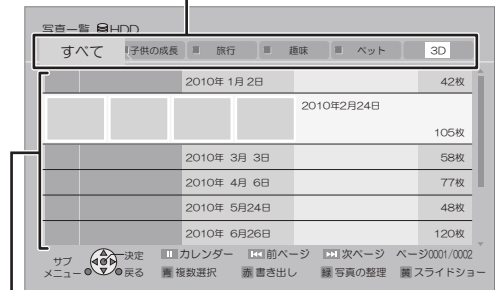 写真一覧 HDD
すべて 子供の成長 旅行 趣味 ペット 3D
2010年 1月 2日 42枚
2010年2月24日
105枚
2010年 3月 3日 58枚
2010年 4月 6日 77枚
2010年 5月24日 48枚
2010年 6月26日 120枚
サブメニュー 決定 戻る
カレンダー 前ページ 次ページ ページ0001/0002
青 複数選択 赤 書き出し 緑 写真の整理 黄 スライドショー